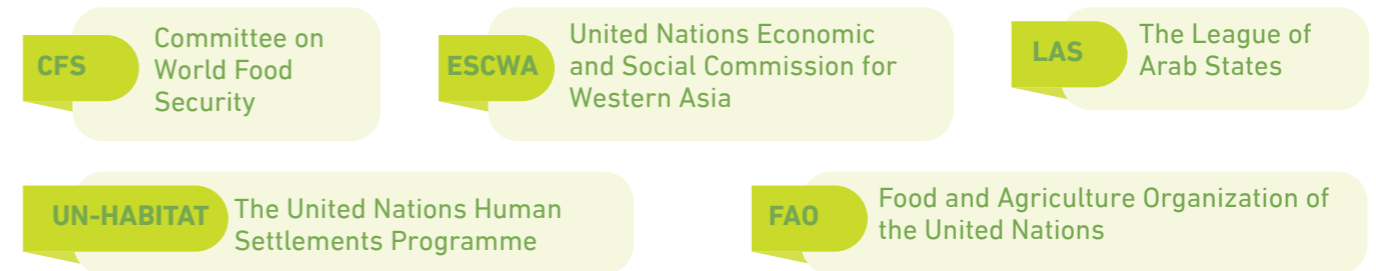 CFS
Committee on
World Food
Security
ESCWA
United Nations Economic
and Social Commission for
Western Asia
LAS
The League of
Arab States
UN-HABITAT
The United Nations Human
Settlements Programme
FAO
Food and Agriculture Organization of
the United Nations